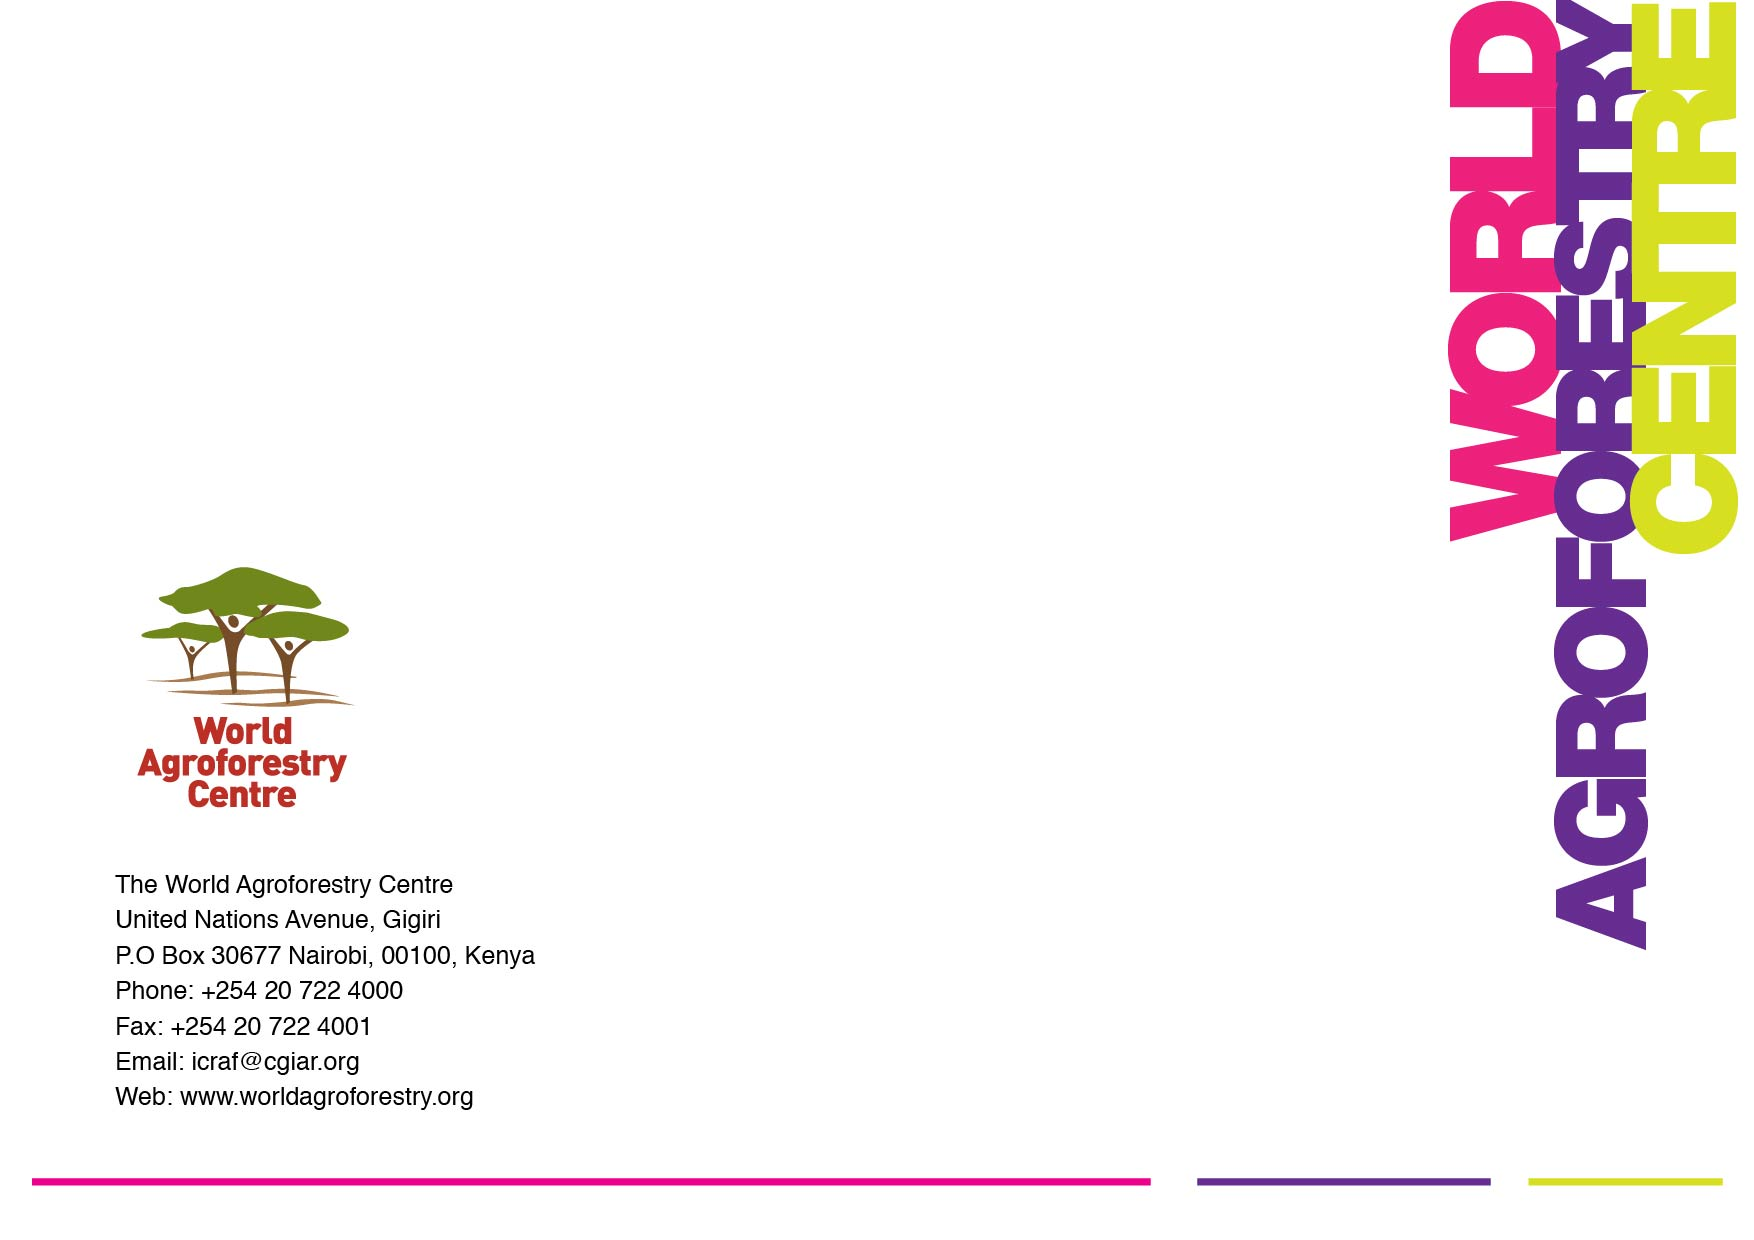 WORLD
AGROFORESTRY
CENTRE
World
Agroforestry
Centre
The World Agroforestry Centre
United Nations Avenue, Gigiri
P.O Box 30677 Nairobi, 00100, Kenya
Phone: +254 20 722 4000
Fax: +254 20 722 4001
Email: icraf@cgiar.org
Web: www.worldagroforestry.org